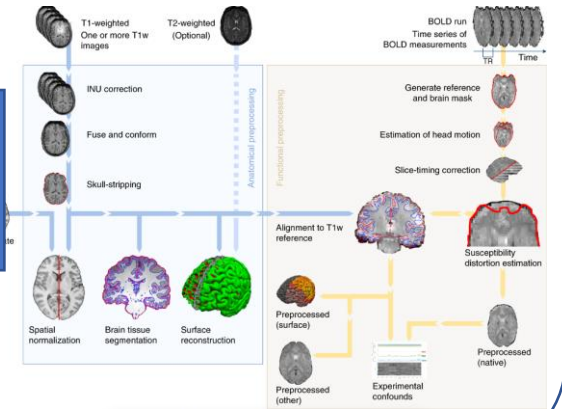 T1-weighted
One or more T1w
images
T2-weighted
(Optional)
BOLD run
Time series of
BOLD measurements
TR
Time
INU correction
Fuse and conform
Skull-stripping
Anatomical preprocessing
Functional preprocessing
Generate reference
and brain mask
Estimation of head motion
Slice-timing correction
Alignment to T1w
reference
Susceptibility
distortion estimation
Spatial
normalization
Brain tissue
segmentation
Surface
reconstruction
Preprocessed
(surface)
Preprocessed
(other)
Experimental
confounds
Preprocessed
(native)